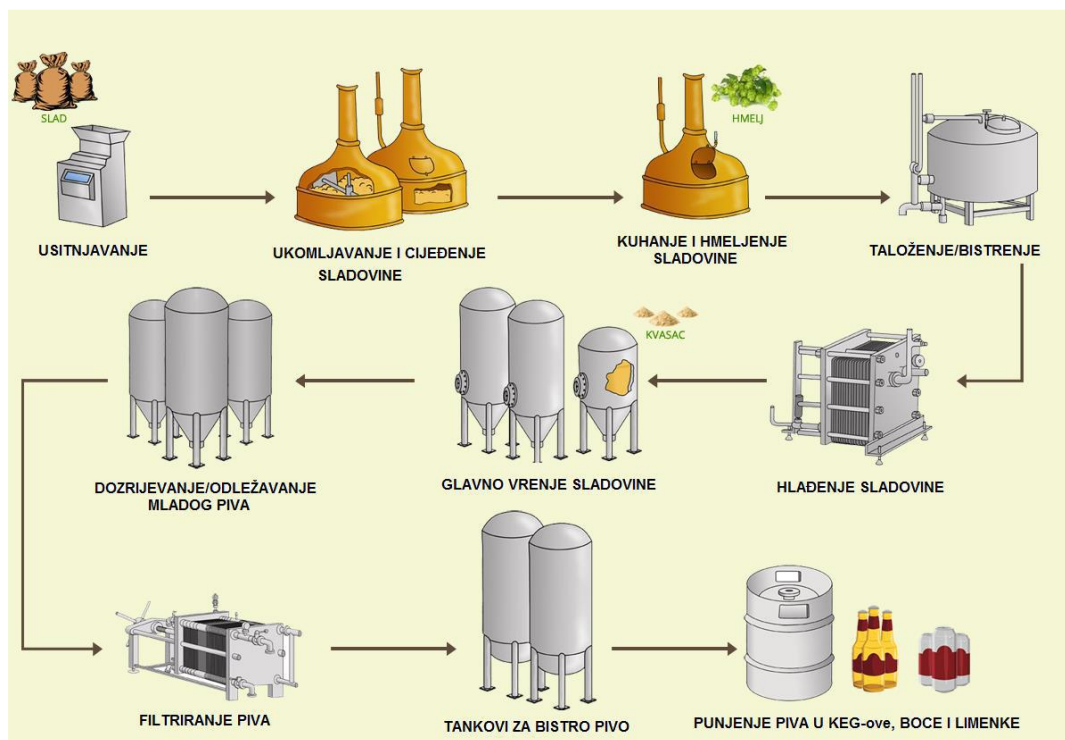 SLAD
HMELJ
USITNJAVANJE
UKOMLJAVANJE I CIJEĐENJE
SLADOVINE
KUHANJE I HMELJENJE
SLADOVINE
TALOŽENJE/BISTRENJE
KVASAC
DOZRIJEVANJE/ODLEŽAVANJE
MLADOG PIVA
GLAVNO VRENJE SLADOVINE
HLAĐENJE SLADOVINE
FILTRIRANJE PIVA
TANKOVI ZA BISTRO PIVO
PUNJENJE PIVA U KEG-ove, BOCE I LIMENKE